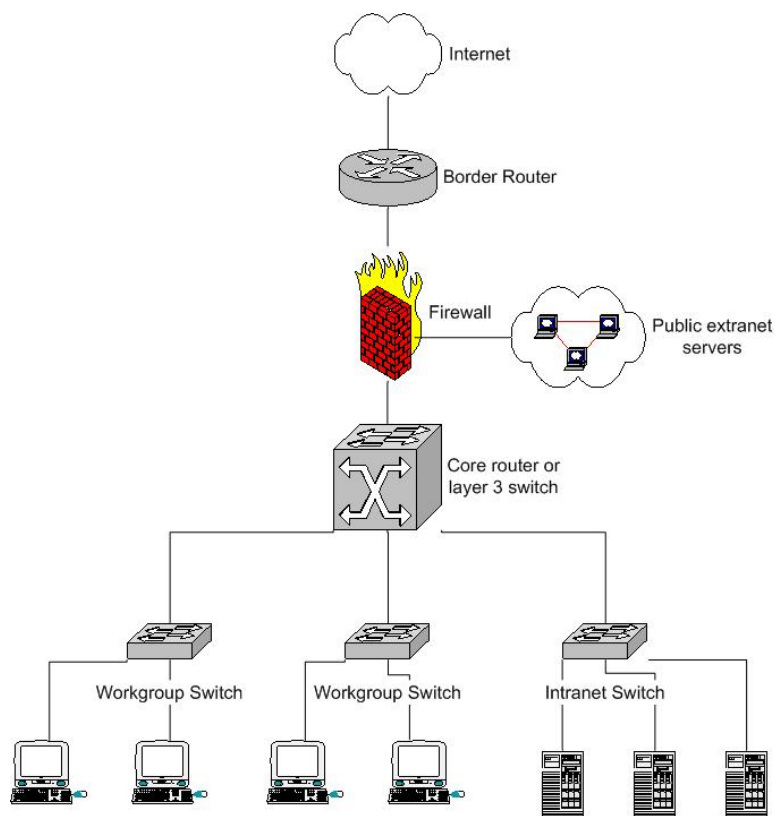 Internet
Border Router
Firewall
Public extranet
servers
Core router or
layer 3 switch
Workgroup Switch
Workgroup Switch
Intranet Switch